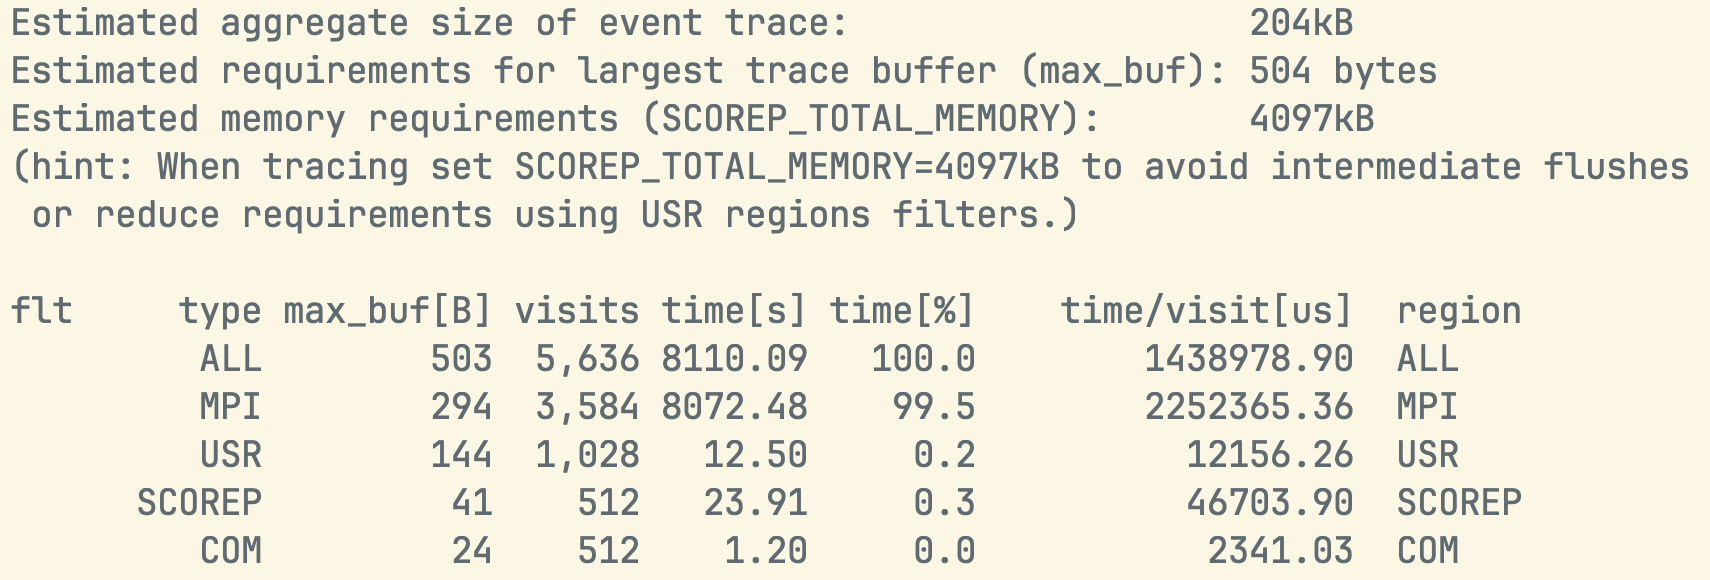 Estimated aggregate size of event trace:                   204kB
Estimated requirements for largest trace buffer (max_buf): 504 bytes
Estimated memory requirements (SCOREP_TOTAL_MEMORY):       4097kB
(hint: When tracing set SCOREP_TOTAL_MEMORY=4097kB to avoid intermediate flushes
 or reduce requirements using USR regions filters.)

flt     type max_buf[B] visits time[s] time[%]    time/visit[us]  region
         ALL        503  5,636 8110.09   100.0        1438978.90  ALL
         MPI        294  3,584 8072.48    99.5        2252365.36  MPI
         USR        144  1,028   12.50     0.2          12156.26  USR
      SCOREP         41    512   23.91     0.3          46703.90  SCOREP
         COM         24    512    1.20     0.0           2341.03  COM